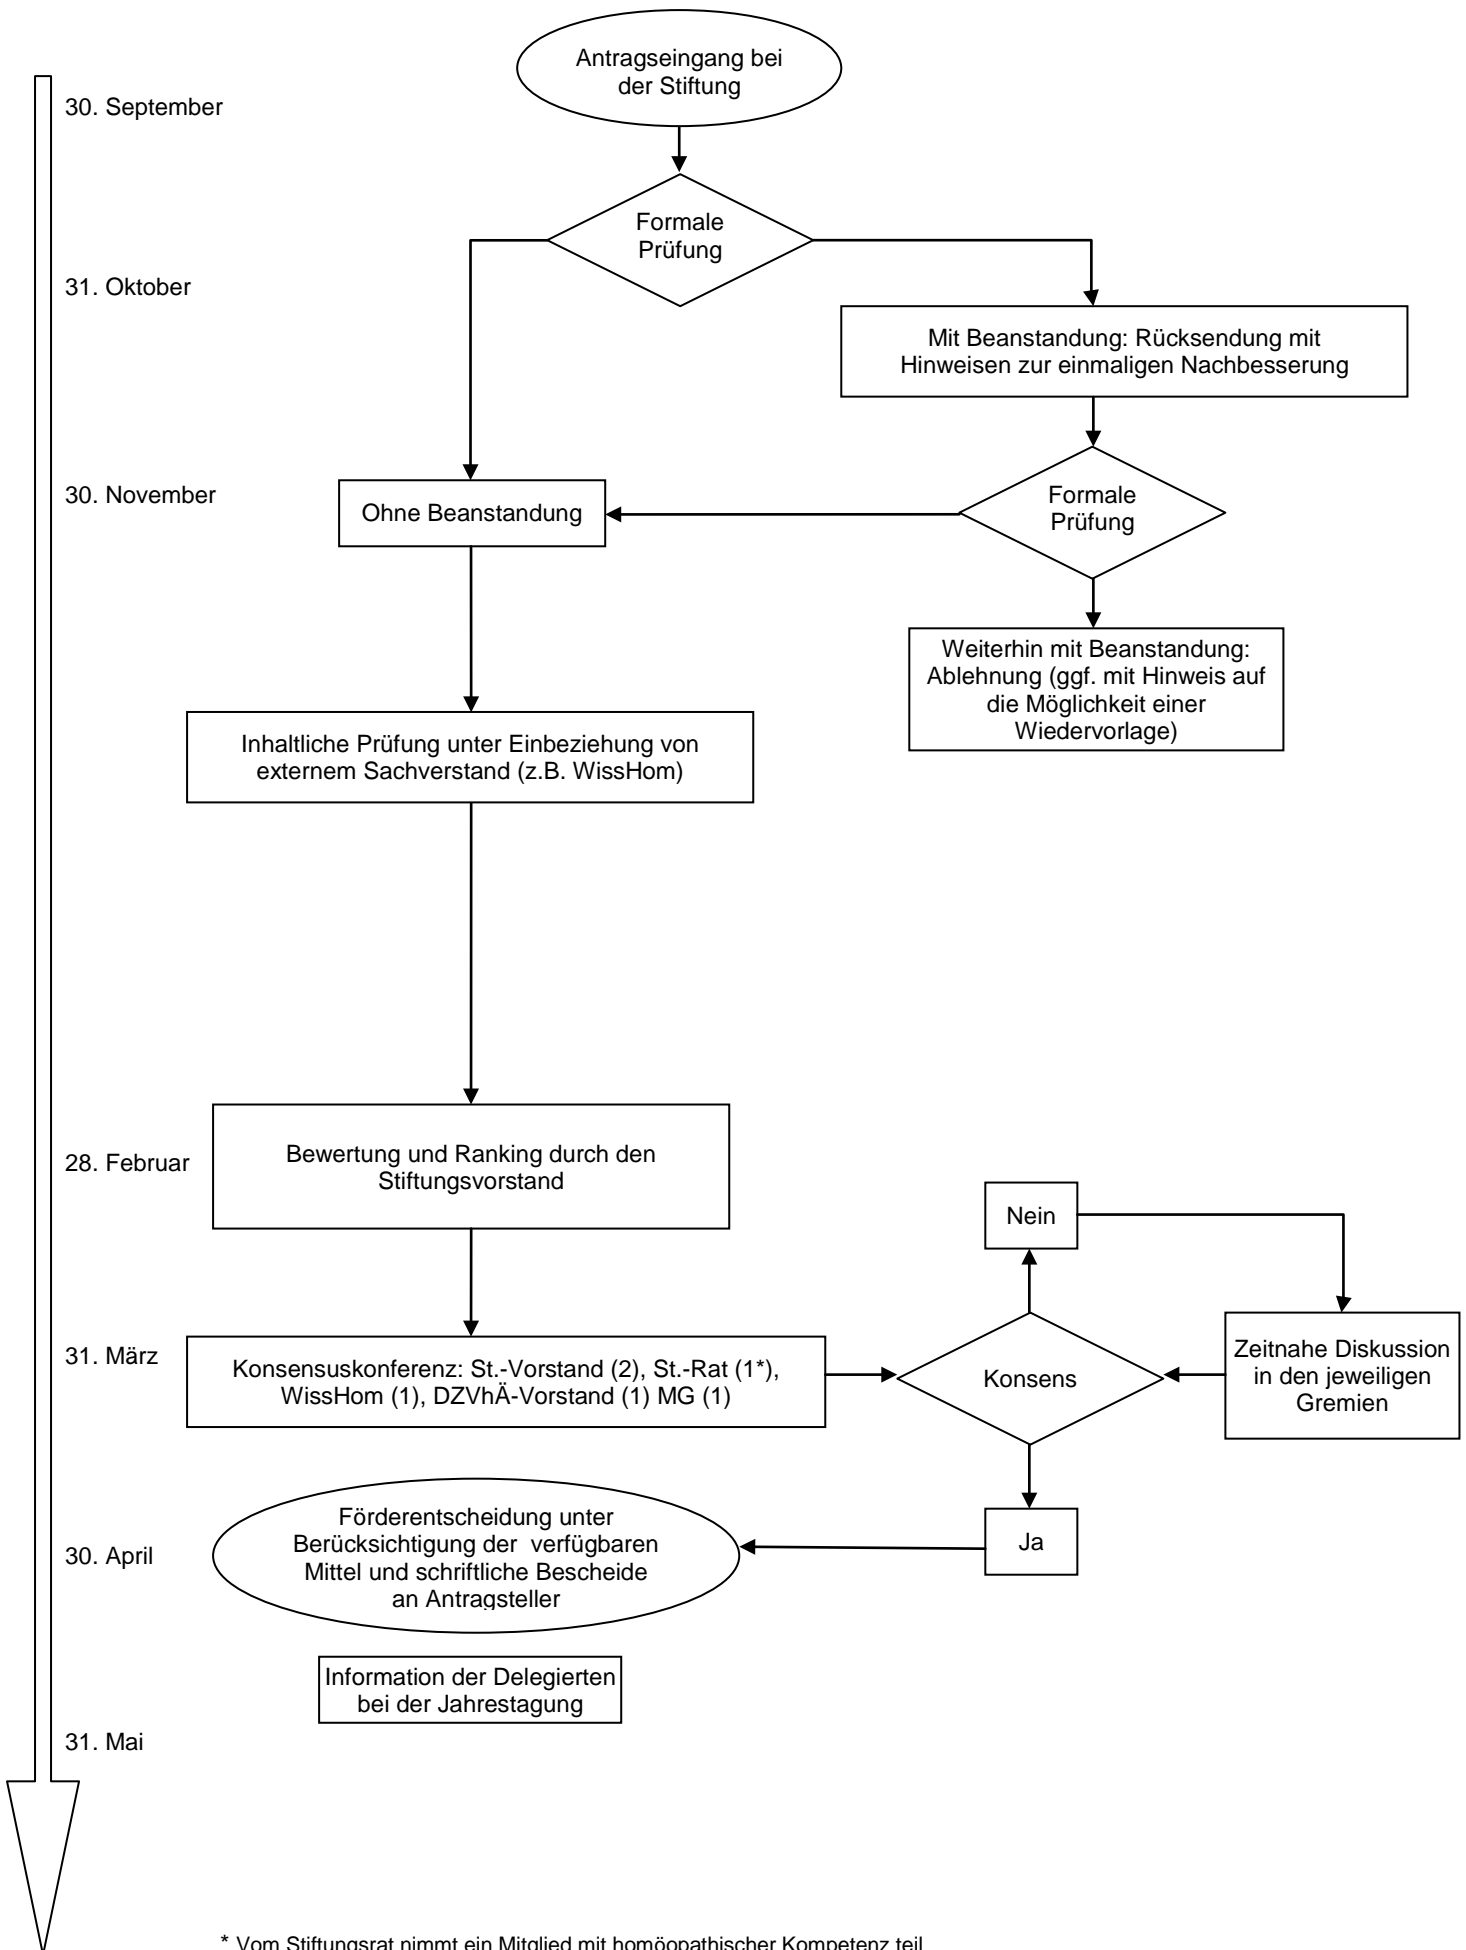 Antragseingang bei
der Stiftung
30. September
Formale
Prüfung
31. Oktober
Mit Beanstandung: Rücksendung mit
Hinweisen zur einmaligen Nachbesserung
30. November
Ohne Beanstandung
Formale
Prüfung
Weiterhin mit Beanstandung:
Ablehnung (ggf. mit Hinweis auf
die Möglichkeit einer
Wiedervorlage)
Inhaltliche Prüfung unter Einbeziehung von
externem Sachverstand (z.B. WissHom)
28. Februar
Bewertung und Ranking durch den
Stiftungsvorstand
Nein
31. März
Konsensuskonferenz: St.-Vorstand (2), St.-Rat (1*),
WissHom (1), DZVhÄ-Vorstand (1) MG (1)
Konsens
Zeitnahe Diskussion
in den jeweiligen
Gremien
30. April
Förderentscheidung unter
Berücksichtigung der  verfügbaren
Mittel und schriftliche Bescheide
an Antragsteller
Ja
Information der Delegierten
bei der Jahrestagung
31. Mai
* Vom Stiftungsrat nimmt ein Mitglied mit homöopathischer Kompetenz teil